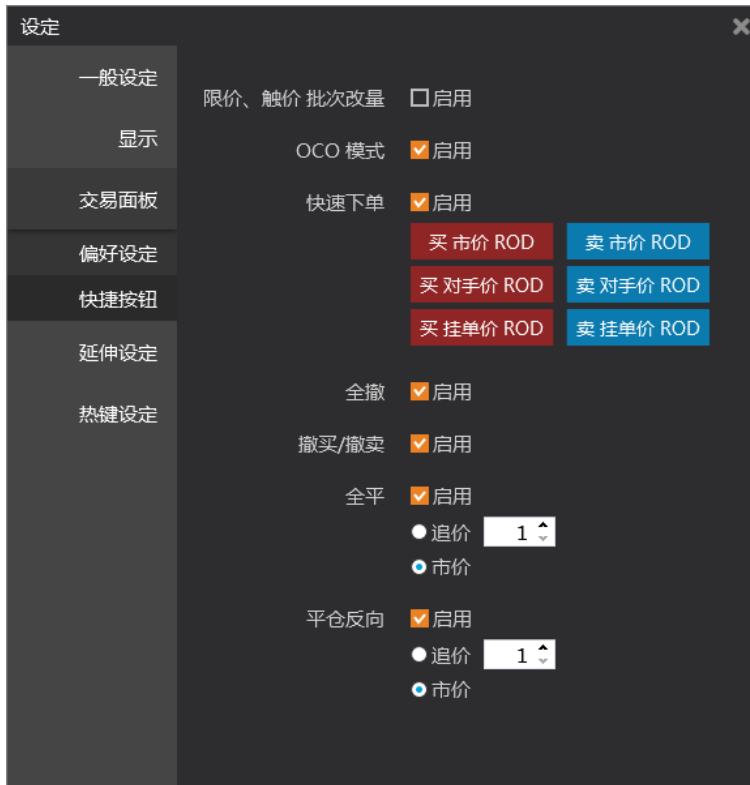 设定
一般设定
显示
交易面板
偏好设定
快捷按钮
延伸设定
热键设定
限价、触价 批次改量 启用
OCO 模式 启用
快速下单 启用
买 市价 ROD 卖 市价 ROD
买 对手价 ROD 卖 对手价 ROD
买 挂单价 ROD 卖 挂单价 ROD
全撤 启用
撤买/撤卖 启用
全平 启用
追价 1
市价
平仓反向 启用
追价 1
市价